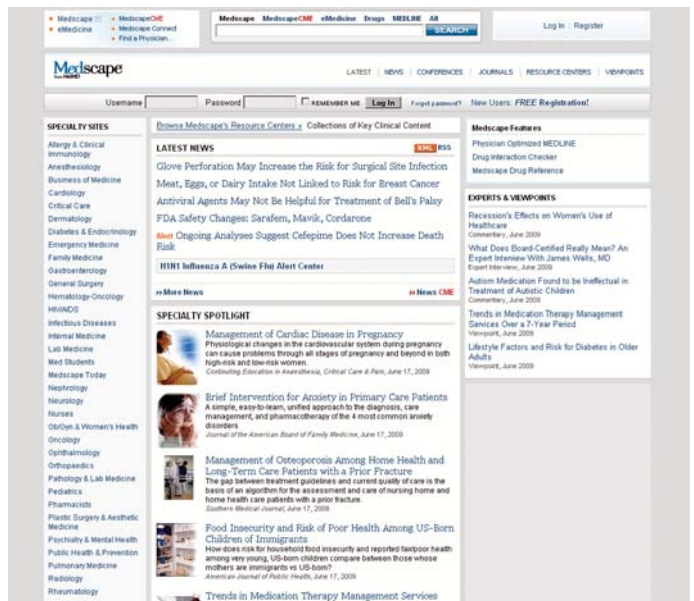 Medscape
eMedicine
MedscapeCME
Medscape Connect
Find a Physician...
Medscape MedscapeCME eMedicine Drugs MEDLINE All
SEARCH
Log In | Register
Medscape
from WebMD
LATEST | NEWS | CONFERENCES | JOURNALS | RESOURCE CENTERS | VIEWPOINTS
Username Password REMEMBER ME Log In Forgot password? New Users: FREE Registration!
SPECIALTY SITES
Allergy & Clinical
Immunology
Anesthesiology
Business of Medicine
Cardiology
Critical Care
Dermatology
Diabetes & Endocrinology
Emergency Medicine
Family Medicine
Gastroenterology
General Surgery
Hematology-Oncology
HIV/AIDS
Infectious Diseases
Internal Medicine
Lab Medicine
Med Students
Medscape Today
Nephrology
Neurology
Nurses
Ob/Gyn & Women's Health
Oncology
Ophthalmology
Orthopaedics
Pathology & Lab Medicine
Pediatrics
Pharmacists
Plastic Surgery & Aesthetic
Medicine
Psychiatry & Mental Health
Public Health & Prevention
Pulmonary Medicine
Radiology
Rheumatology
Browse Medscape's Resource Centers > Collections of Key Clinical Content
LATEST NEWS XML RSS
Glove Perforation May Increase the Risk for Surgical Site Infection
Meat, Eggs, or Dairy Intake Not Linked to Risk for Breast Cancer
Antiviral Agents May Not Be Helpful for Treatment of Bell's Palsy
FDA Safety Changes: Sarafem, Mavik, Cordarone
Alert Ongoing Analyses Suggest Cefepime Does Not Increase Death
Risk
H1N1 Influenza A (Swine Flu) Alert Center
»» More News »» News CME
SPECIALTY SPOTLIGHT
Management of Cardiac Disease in Pregnancy
Physiological changes in the cardiovascular system during pregnancy
can cause problems through all stages of pregnancy and beyond in both
high-risk and low-risk women.
Continuing Education in Anaesthesia, Critical Care & Pain, June 17, 2009
Brief Intervention for Anxiety in Primary Care Patients
A simple, easy-to-learn, unified approach to the diagnosis, care
management, and pharmacotherapy of the 4 most common anxiety
disorders
Journal of the American Board of Family Medicine, June 17, 2009
Management of Osteoporosis Among Home Health and
Long-Term Care Patients with a Prior Fracture
The gap between treatment guidelines and current quality of care is the
basis of an algorithm for the assessment and care of nursing home and
home health care patients with a prior fracture.
Southern Medical Journal, June 17, 2009
Food Insecurity and Risk of Poor Health Among US-Born
Children of Immigrants
How does risk for household food insecurity and reported fair/poor health
among very young, US-born children compare between those whose
mothers are immigrants vs US-born?
American Journal of Public Health, June 17, 2009
Trends in Medication Therapy Management Services
Medscape Features
Physician Optimized MEDLINE
Drug Interaction Checker
Medscape Drug Reference
EXPERTS & VIEWPOINTS
Recession's Effects on Women's Use of
Healthcare
Commentary, June 2009
What Does Board-Certified Really Mean? An
Expert Interview With James Wells, MD
Expert Interview, June 2009
Autism Medication Found to be Ineffectual in
Treatment of Autistic Children
Commentary, June 2009
Trends in Medication Therapy Management
Services Over a 7-Year Period
Viewpoint, June 2009
Lifestyle Factors and Risk for Diabetes in Older
Adults
Viewpoint, June 2009